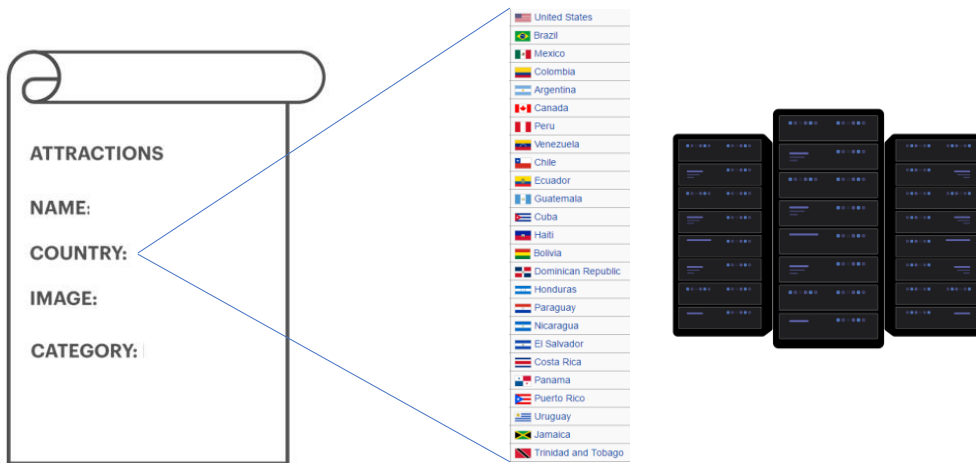 ATTRACTIONS
NAME:
COUNTRY:
IMAGE:
CATEGORY:
United States
Brazil
Mexico
Colombia
Argentina
Canada
Peru
Venezuela
Chile
Ecuador
Guatemala
Cuba
Haiti
Bolivia
Dominican Republic
Honduras
Paraguay
Nicaragua
El Salvador
Costa Rica
Panama
Puerto Rico
Uruguay
Jamaica
Trinidad and Tobago